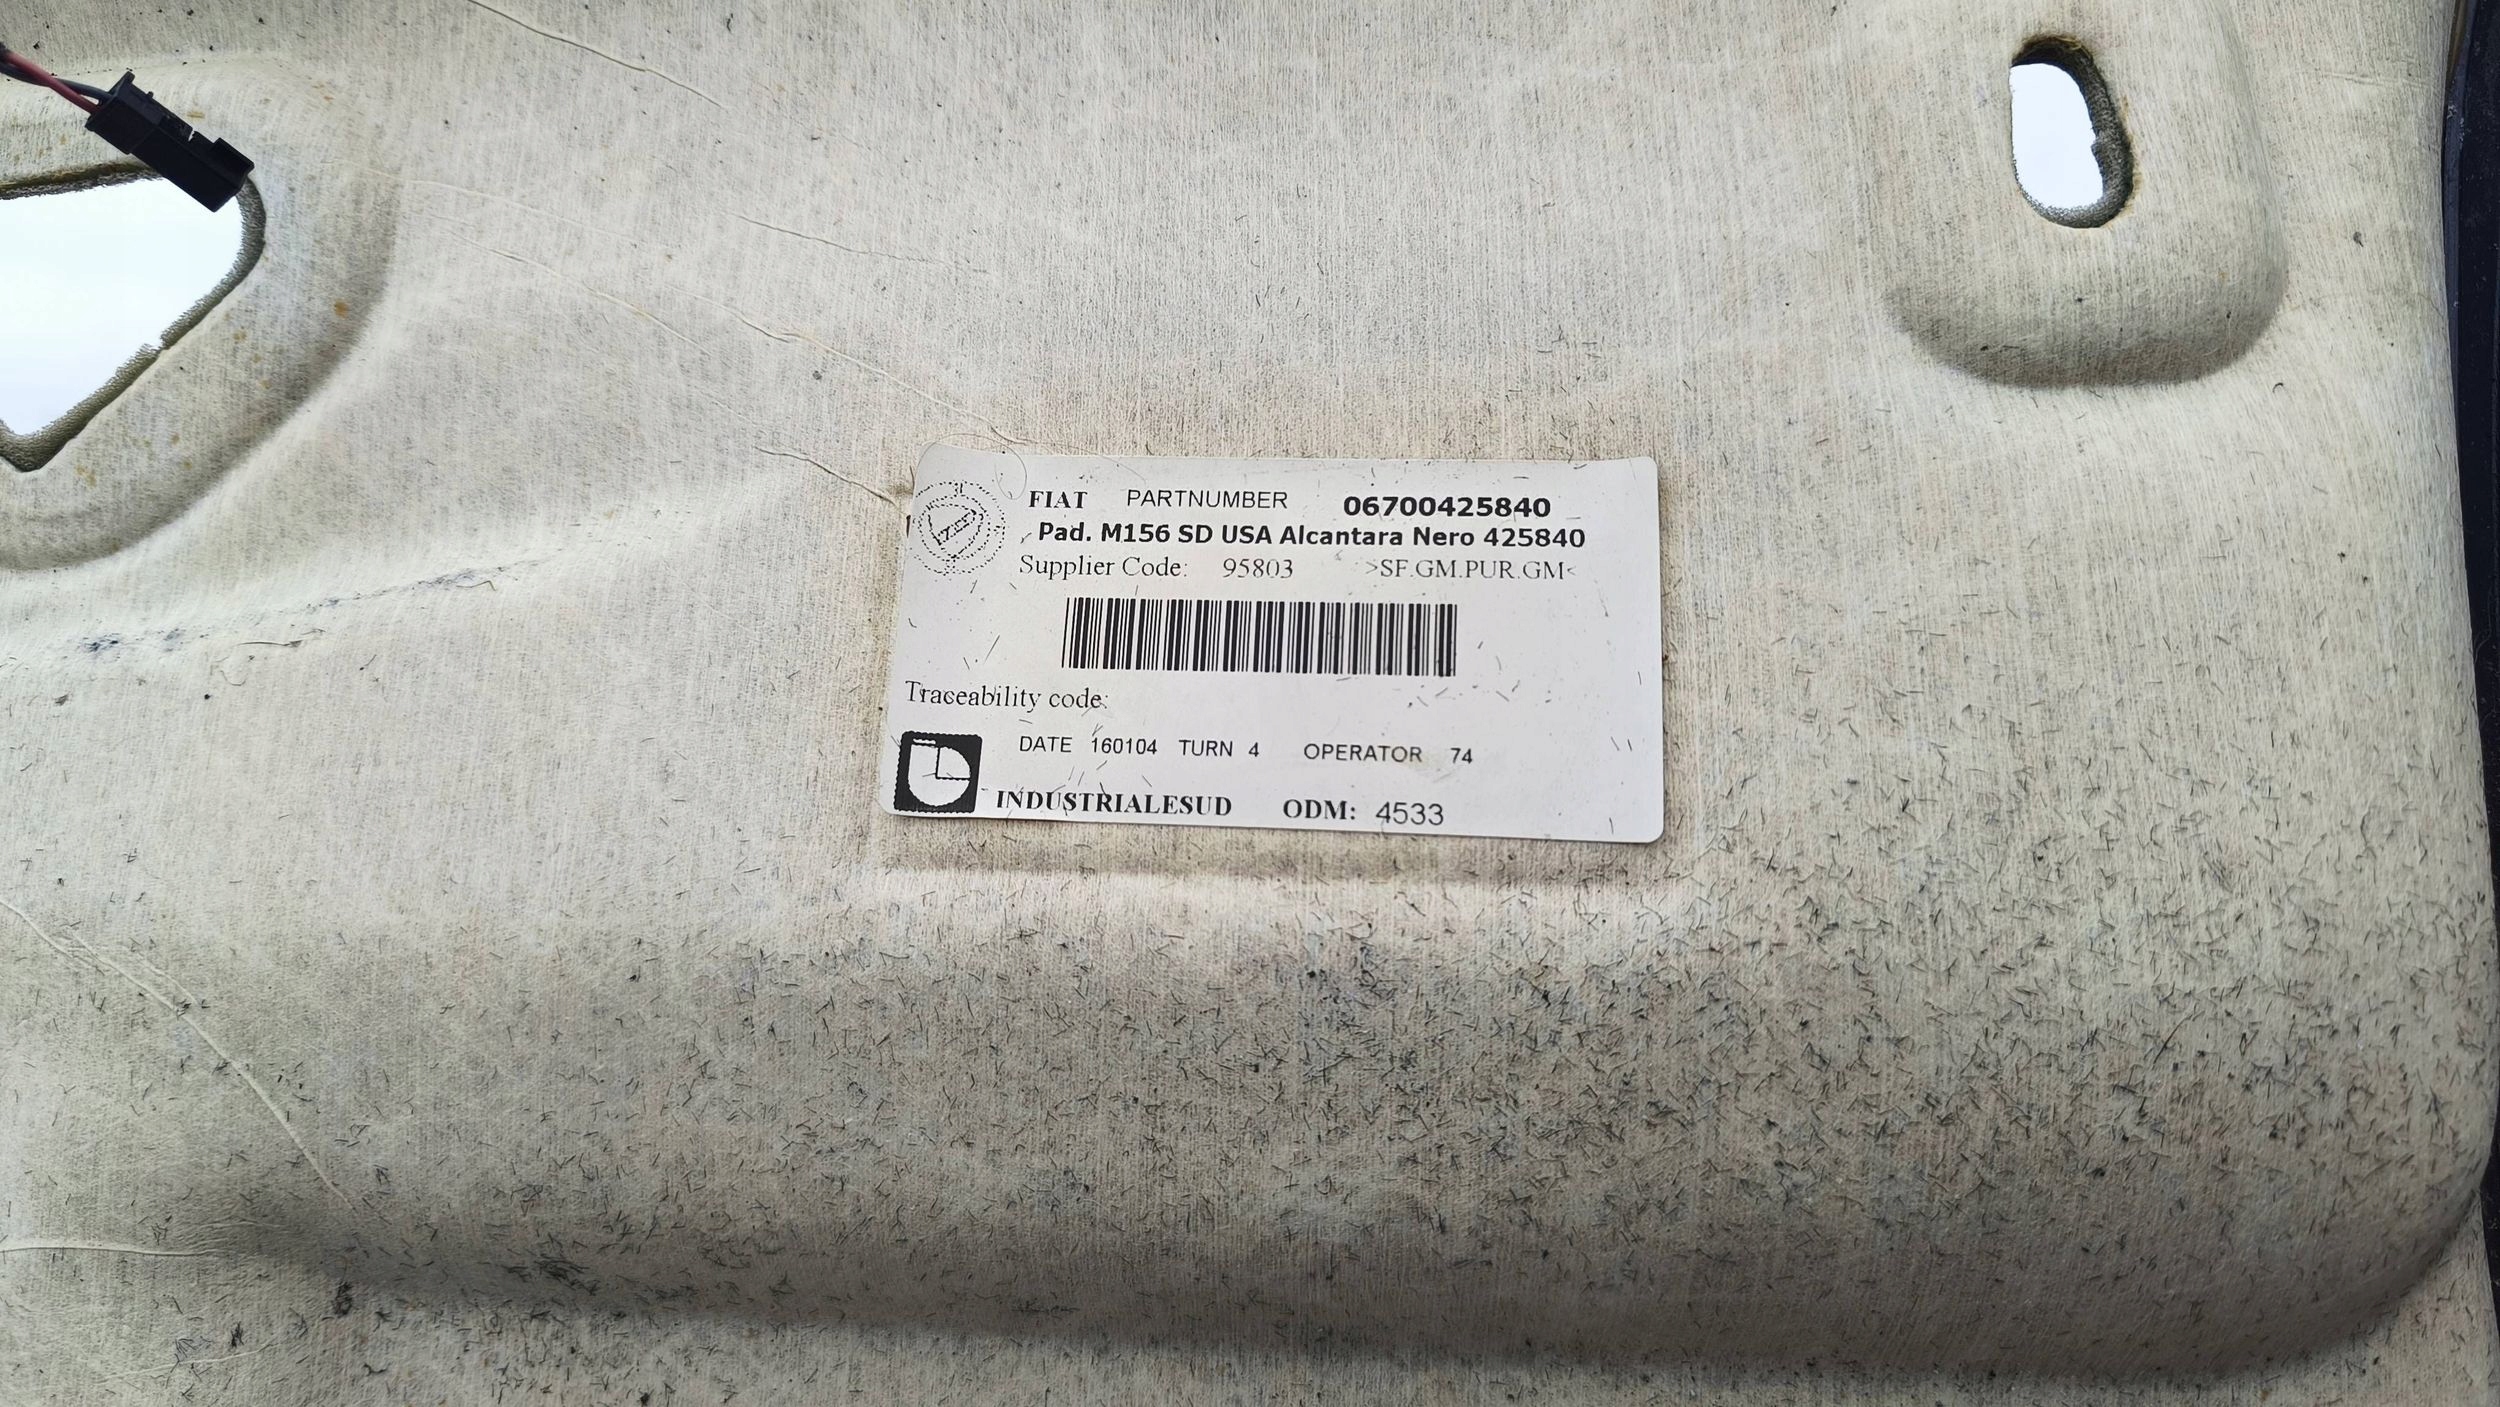 FIAT PARTNUMBER 06700425840
Pad. M156 SD USA Alcantara Nero 425840
Supplier Code: 95803 >SF.GM.PUR.GM<
Traceability code:
DATE 160104 TURN 4 OPERATOR 74
INDUSTRIALESUD ODM: 4533